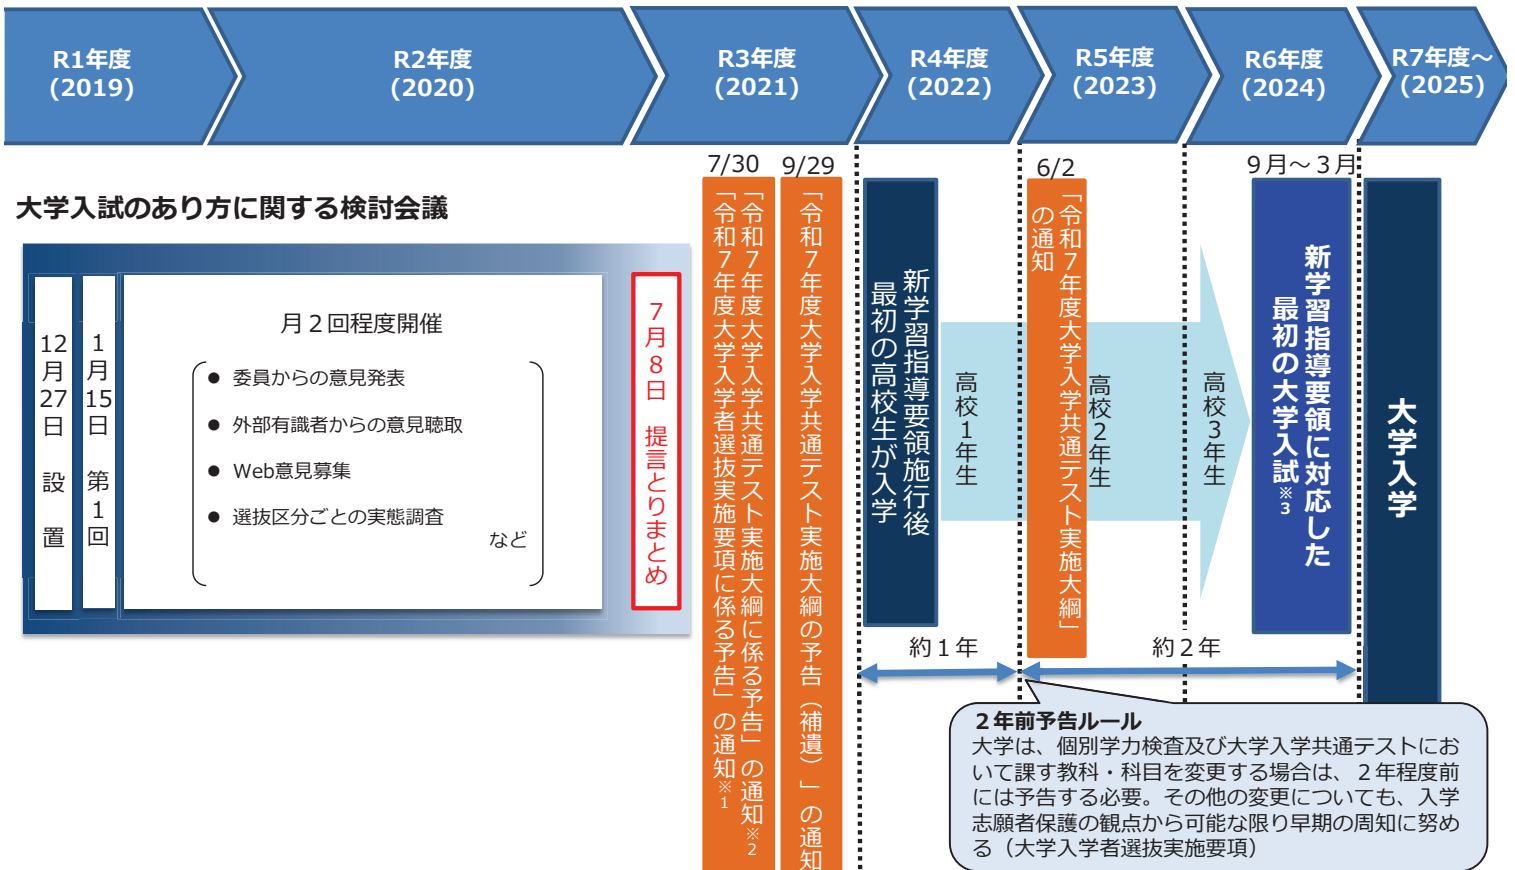 R1年度
(2019)
R2年度
(2020)
R3年度
(2021)
R4年度
(2022)
R5年度
(2023)
R6年度
(2024)
R7年度～
(2025)
大学入試のあり方に関する検討会議
12月27日 設 置
1月15日 第1回
月２回程度開催
● 委員からの意見発表
● 外部有識者からの意見聴取
● Web意見募集
● 選抜区分ごとの実態調査
など
７月８日 提言とりまとめ
7/30
「令和７年度大学入学共通テスト実施大綱に係る予告」の通知※2
「令和７年度大学入学者選抜実施要項に係る予告」の通知※1
9/29
「令和７年度大学入学共通テスト実施大綱の予告（補遺）」の通知
新学習指導要領施行後
最初の高校生が入学
高校１年生
6/2
「令和７年度大学入学共通テスト実施大綱」
の通知
高校２年生
高校３年生
９月～３月
新学習指導要領に対応した
最初の大学入試※3
大学入学
約１年
約２年
２年前予告ルール
大学は、個別学力検査及び大学入学共通テストにお
いて課す教科・科目を変更する場合は、２年程度前
には予告する必要。その他の変更についても、入学
志願者保護の観点から可能な限り早期の周知に努め
る（大学入学者選抜実施要項）